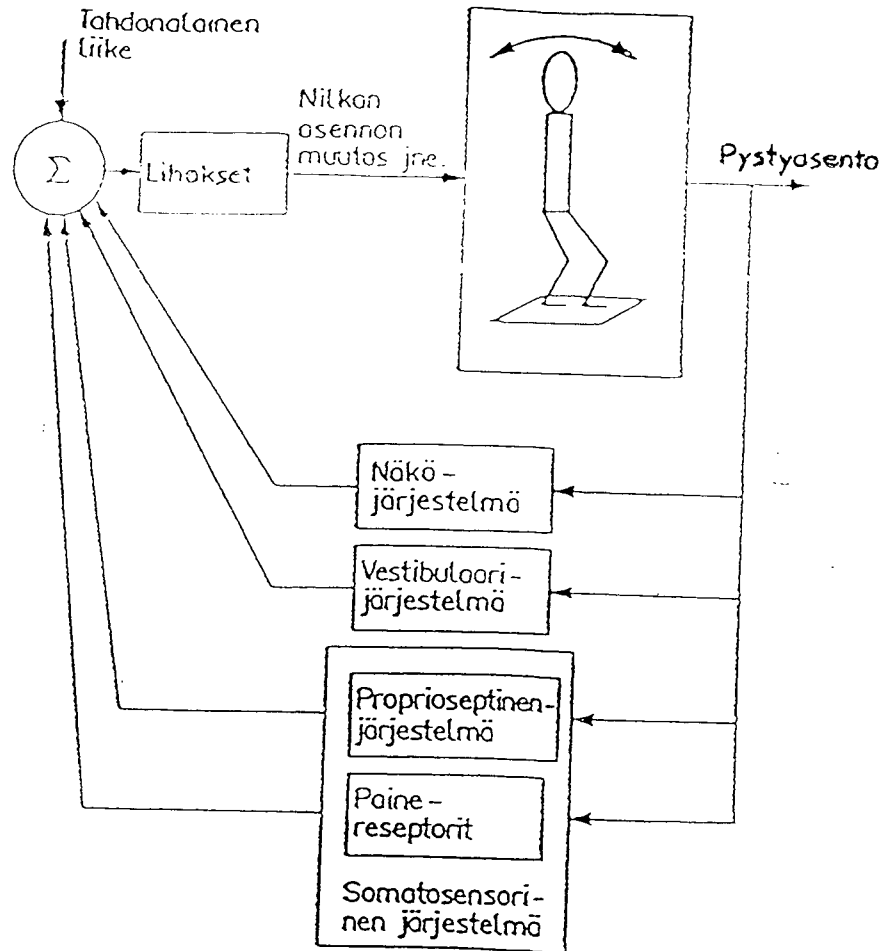 Tahdonalainen
liike
Σ
Lihakset
Nilkan
asennon
muutos jne.
Pystyasento
Näkö-
järjestelmä
Vestibulaari-
järjestelmä
Proprioseptinen-
järjestelmä
Paine-
reseptorit
Somatosensori-
nen järjestelmä